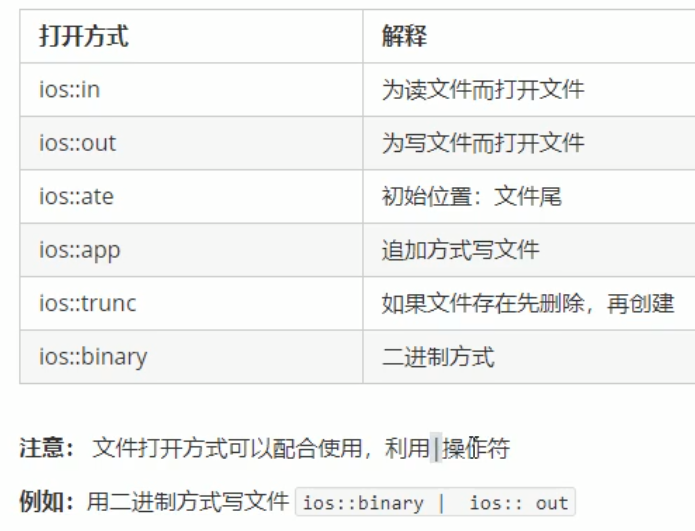 打开方式 解释
ios::in 为读文件而打开文件
ios::out 为写文件而打开文件
ios::ate 初始位置：文件尾
ios::app 追加方式写文件
ios::trunc 如果文件存在先删除，再创建
ios::binary 二进制方式
注意： 文件打开方式可以配合使用，利用|操作符
例如：用二进制方式写文件 ios::binary | ios:: out